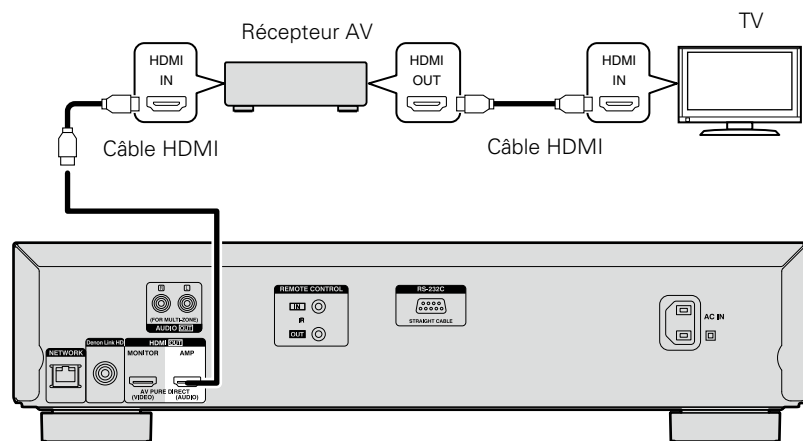 Récepteur AV
TV
HDMI
IN
HDMI
OUT
HDMI
IN
Câble HDMI
Câble HDMI
R L
(FOR MULTI-ZONE)
AUDIO OUT
REMOTE CONTROL
IN
OUT
RS-232C
STRAIGHT CABLE
AC IN
NETWORK
Denon Link HD
HDMI OUT
MONITOR
AMP
AV PURE DIRECT
(VIDEO)
(AUDIO)